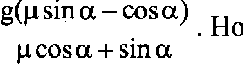 g(μ sin α – cos α)
μ cos α + sin α . Но